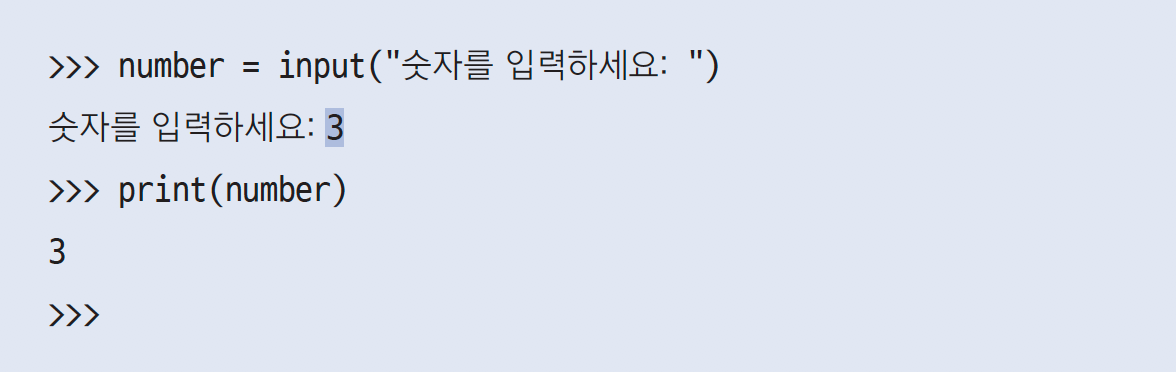 >>> number = input("숫자를 입력하세요: ")
숫자를 입력하세요: 3
>>> print(number)
3
>>>